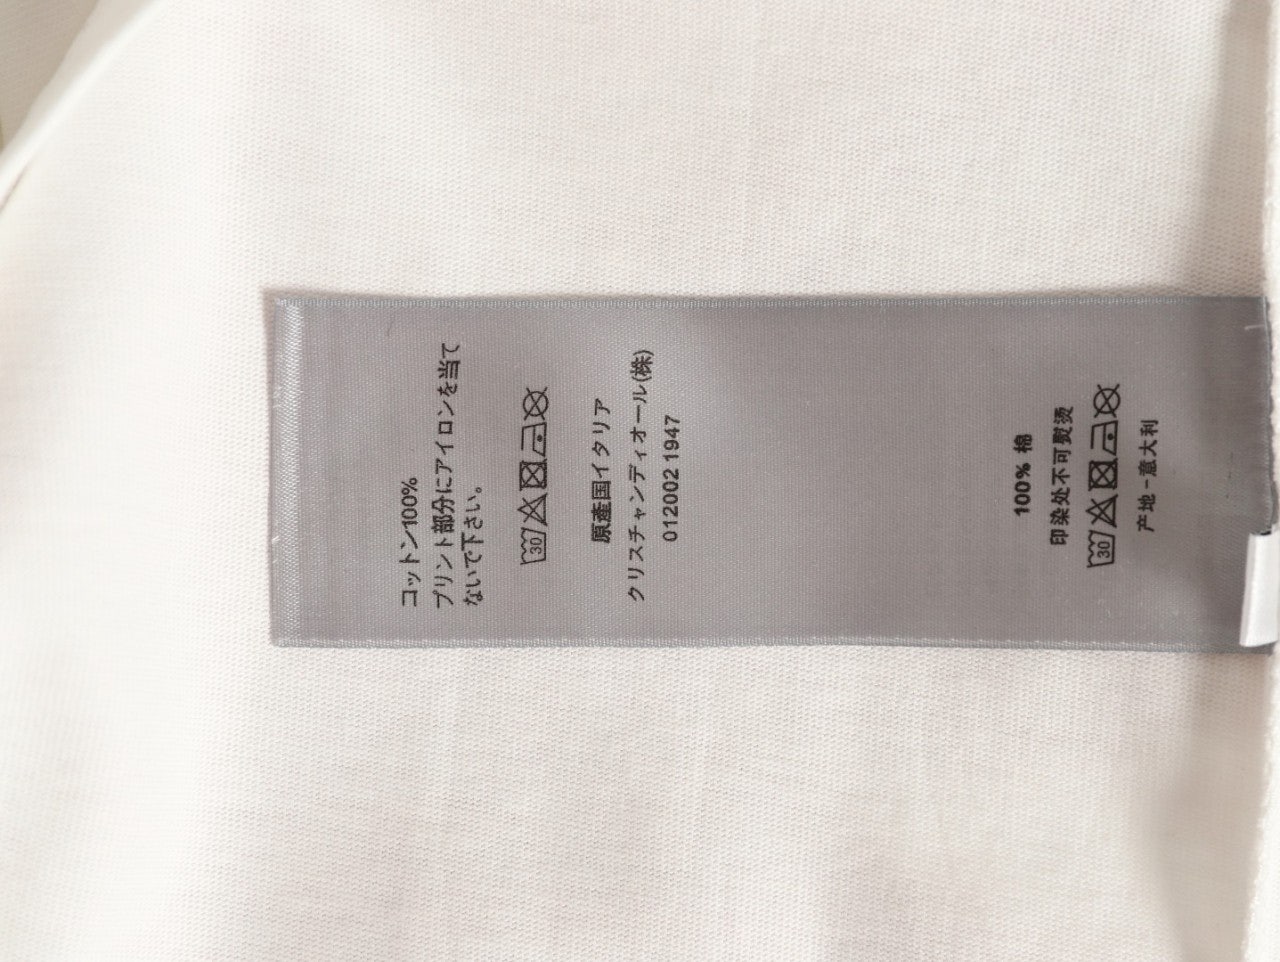 コットン100%
プリント部分にアイロンを当て
ないで下さい。
30
原産国イタリア
クリスチャンディオール(株)
012002 1947
100% 棉
印染处不可熨烫
30
产地-意大利